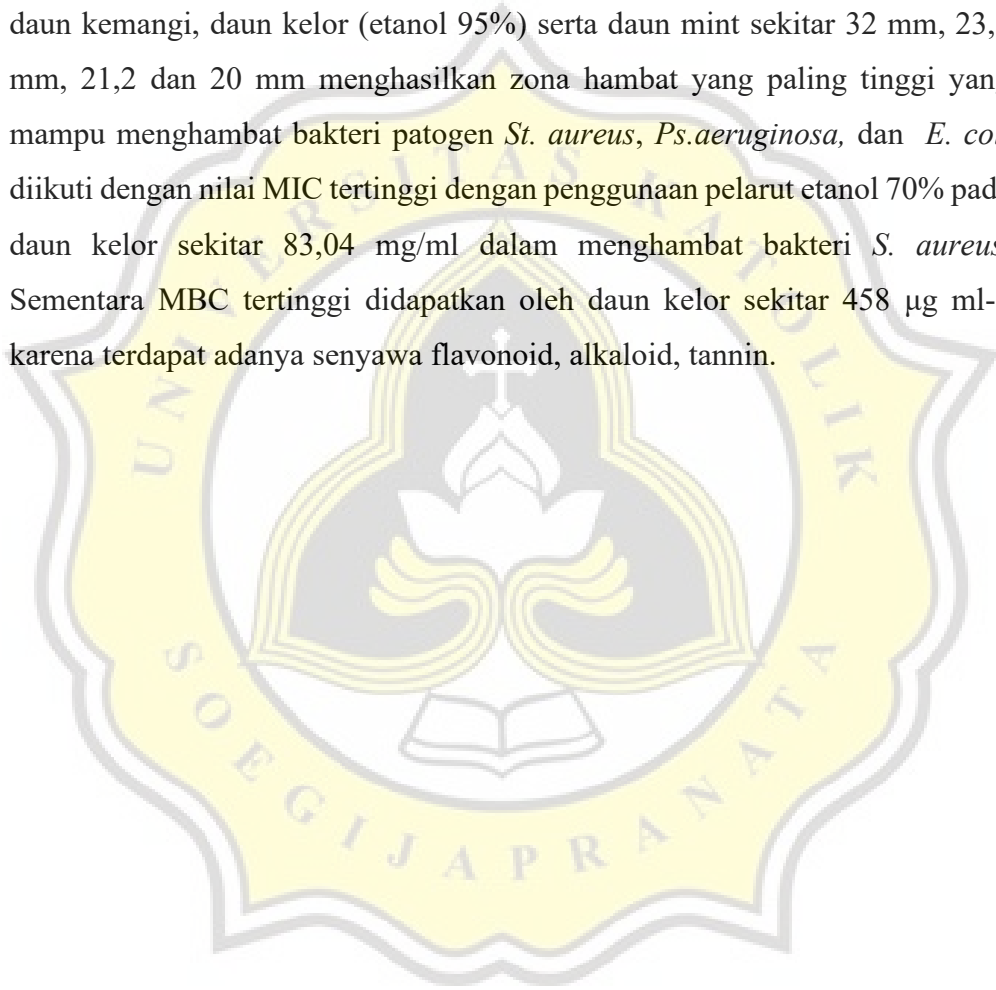 daun kemangi, daun kelor (etanol 95%) serta daun mint sekitar 32 mm, 23,
mm, 21,2 dan 20 mm menghasilkan zona hambat yang paling tinggi yan
mampu menghambat bakteri patogen St. aureus, Ps.aeruginosa, dan E. co
diikuti dengan nilai MIC tertinggi dengan penggunaan pelarut etanol 70% pad
daun kelor sekitar 83,04 mg/ml dalam menghambat bakteri S. aureus
Sementara MBC tertinggi didapatkan oleh daun kelor sekitar 458 µg ml-
karena terdapat adanya senyawa flavonoid, alkaloid, tannin.
UNIVERSITAS KATOLIK
SOEGIJAPRANATA